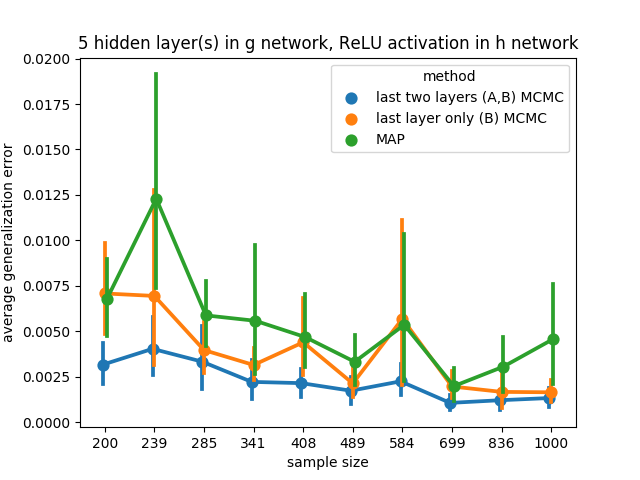 5 hidden layer(s) in g network, ReLU activation in h network
method
last two layers (A,B) MCMC
last layer only (B) MCMC
MAP
average generalization error
0.0200
0.0175
0.0150
0.0125
0.0100
0.0075
0.0050
0.0025
0.0000
200 239 285 341 408 489 584 699 836 1000
sample size